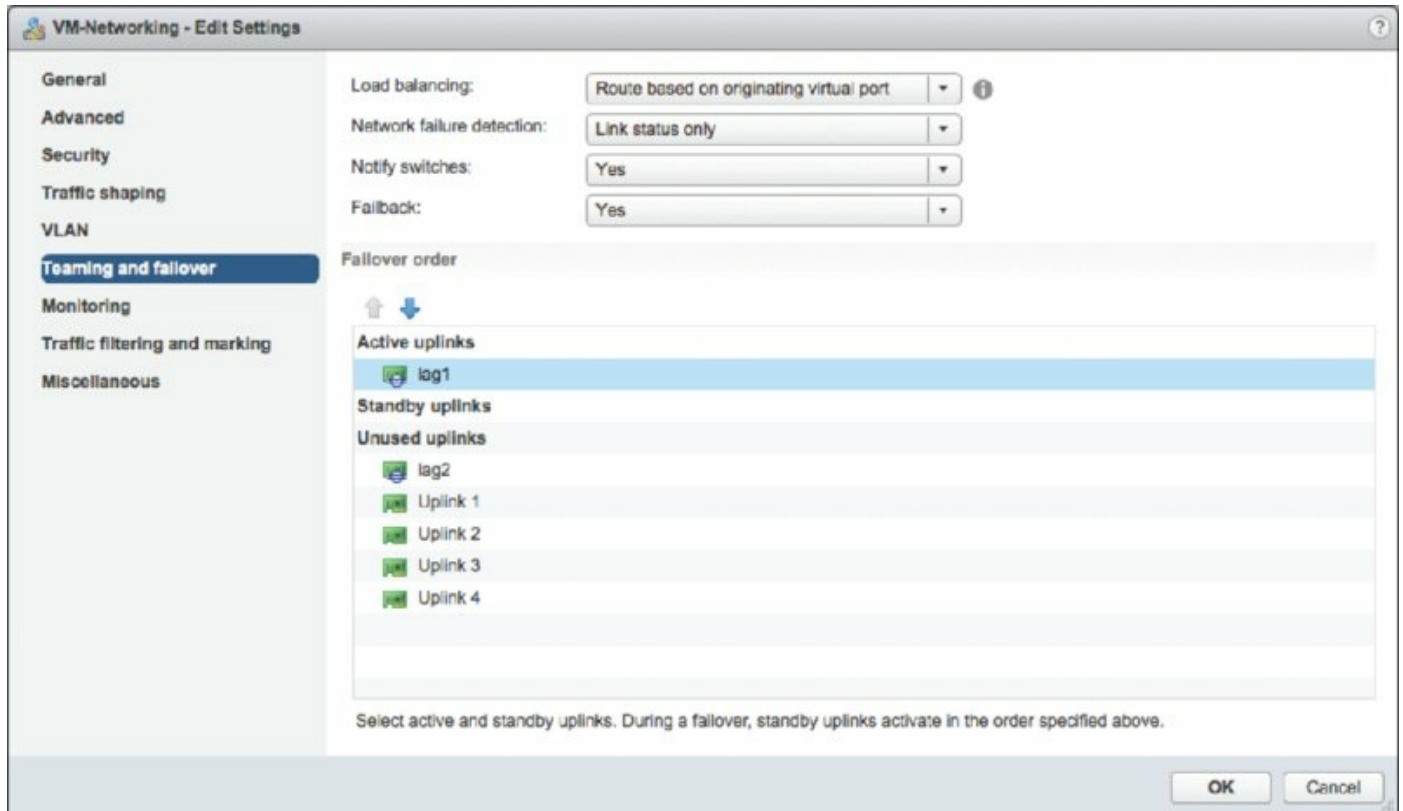 VM-Networking - Edit Settings
?
General
Advanced
Security
Traffic shaping
VLAN
Teaming and failover
Monitoring
Traffic filtering and marking
Miscellaneous
Load balancing: Route based on originating virtual port
Network failure detection: Link status only
Notify switches: Yes
Failback: Yes
Failover order
Active uplinks
lag1
Standby uplinks
Unused uplinks
lag2
Uplink 1
Uplink 2
Uplink 3
Uplink 4
Select active and standby uplinks. During a failover, standby uplinks activate in the order specified above.
OK Cancel